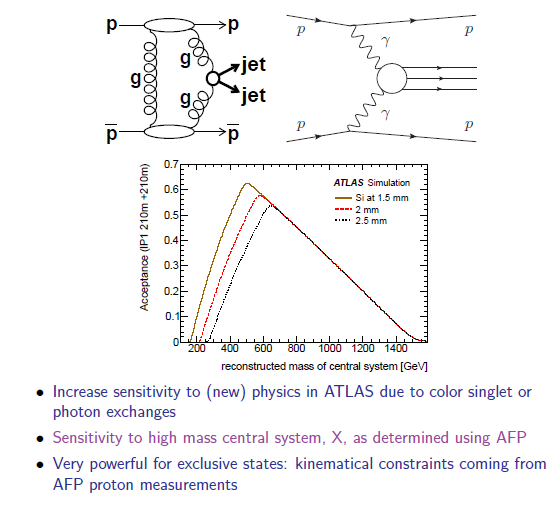 p p p p
g g jet
g jet
γ
γ
p̅ p̅ p p
0.7
0.6
0.5
0.4
0.3
0.2
0.1
0
Acceptance (IP1 210m +210m)
ATLAS Simulation
Si at 1.5 mm
2 mm
2.5 mm
200 400 600 800 1000 1200 1400
reconstructed mass of central system [GeV]
• Increase sensitivity to (new) physics in ATLAS due to color singlet or
photon exchanges
• Sensitivity to high mass central system, X, as determined using AFP
• Very powerful for exclusive states: kinematical constraints coming from
AFP proton measurements